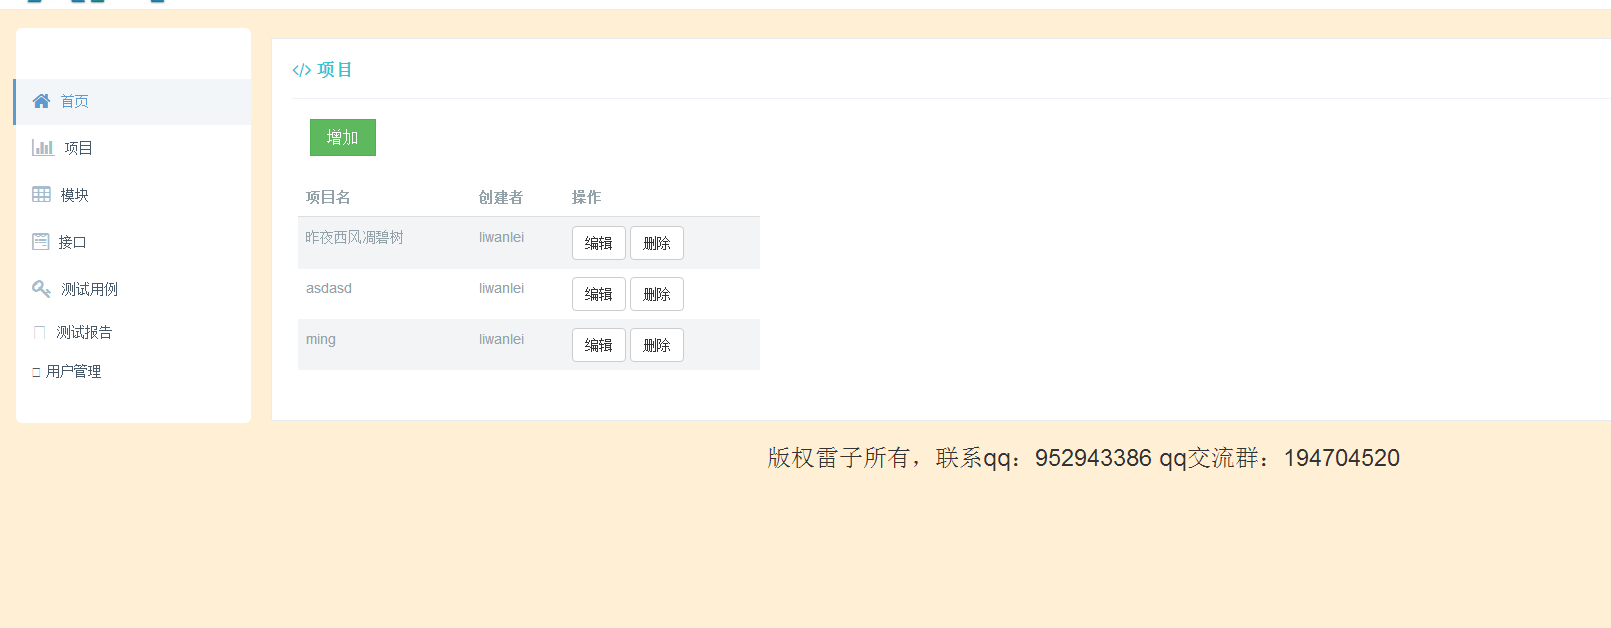 首页
项目
模块
接口
测试用例
测试报告
用户管理
</> 项目
增加
项目名 创建者 操作
昨夜西风凋碧树 liwanlei 编辑 删除
asdasd liwanlei 编辑 删除
ming liwanlei 编辑 删除
版权雷子所有，联系qq：952943386 qq交流群：194704520